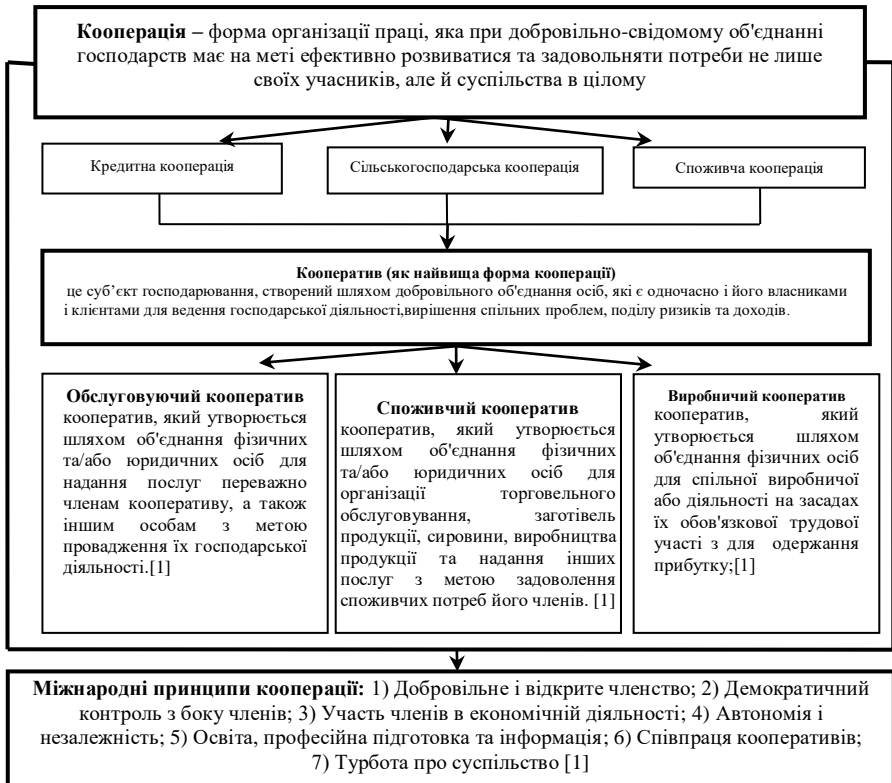 Кооперація – форма організації праці, яка при добровільно-свідомому об'єднанні
господарств має на меті ефективно розвиватися та задовольняти потреби не лише
своїх учасників, але й суспільства в цілому
Кредитна кооперація
Сільськогосподарська кооперація
Споживча кооперація
Кооператив (як найвища форма кооперації)
це суб’єкт господарювання, створений шляхом добровільного об'єднання осіб, які є одночасно і його власниками
і клієнтами для ведення господарської діяльності,вирішення спільних проблем, поділу ризиків та доходів.
Обслуговуючий кооператив
кооператив, який утворюється
шляхом об'єднання фізичних
та/або юридичних осіб для
надання послуг переважно
членам кооперативу, а також
іншим особам з метою
провадження їх господарської
діяльності.[1]
Споживчий кооператив
кооператив, який утворюється
шляхом об'єднання фізичних
та/або юридичних осіб для
організації торговельного
обслуговування, заготівель
продукції, сировини, виробництва
продукції та надання інших
послуг з метою задоволення
споживчих потреб його членів. [1]
Виробничий кооператив
кооператив, який
утворюється шляхом
об'єднання фізичних осіб
для спільної виробничої
або діяльності на засадах
їх обов'язкової трудової
участі з для одержання
прибутку;[1]
Міжнародні принципи кооперації: 1) Добровільне і відкрите членство; 2) Демократичний
контроль з боку членів; 3) Участь членів в економічній діяльності; 4) Автономія і
незалежність; 5) Освіта, професійна підготовка та інформація; 6) Співпраця кооперативів;
7) Турбота про суспільство [1]